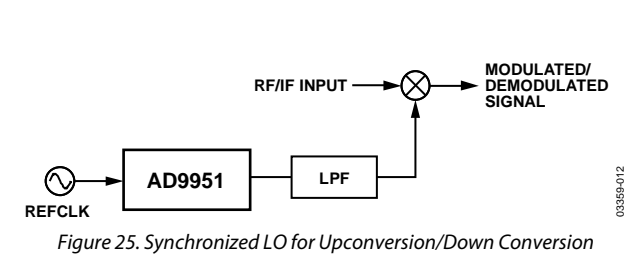 RF/IF INPUT
MODULATED/
DEMODULATED
SIGNAL
AD9951
LPF
REFCLK
03359-012
Figure 25. Synchronized LO for Upconversion/Down Conversion